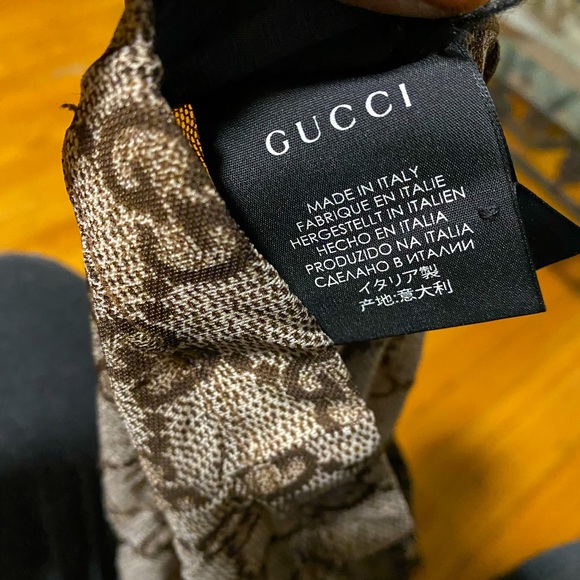 GUCCI
MADE IN ITALY
FABRIQUE EN ITALIE
HERGESTELLT IN ITALIEN
HECHO EN ITALIA
PRODUZIDO NA ITALIA
СДЕЛАНО В ИТАЛИИ
イタリア製
产地:意大利